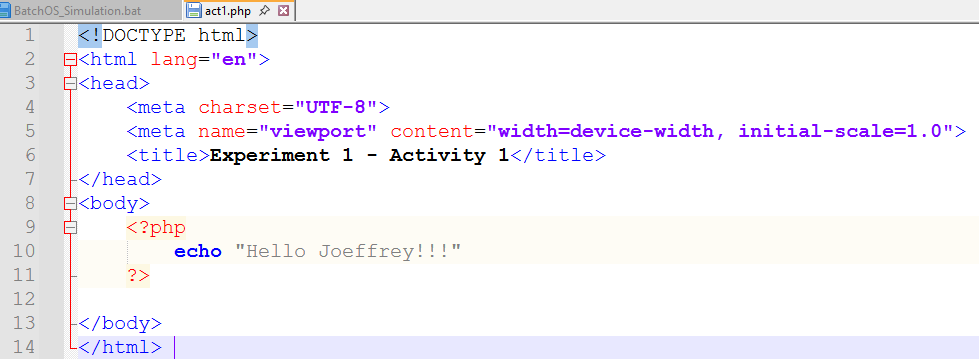 BatchOS_Simulation.bat act1.php
1 <!DOCTYPE html>
2 <html lang="en">
3 <head>
4 <meta charset="UTF-8">
5 <meta name="viewport" content="width=device-width, initial-scale=1.0">
6 <title>Experiment 1 - Activity 1</title>
7 </head>
8 <body>
9 <?php
10 echo "Hello Joeffrey!!!"
11 ?>
12
13 </body>
14 </html>